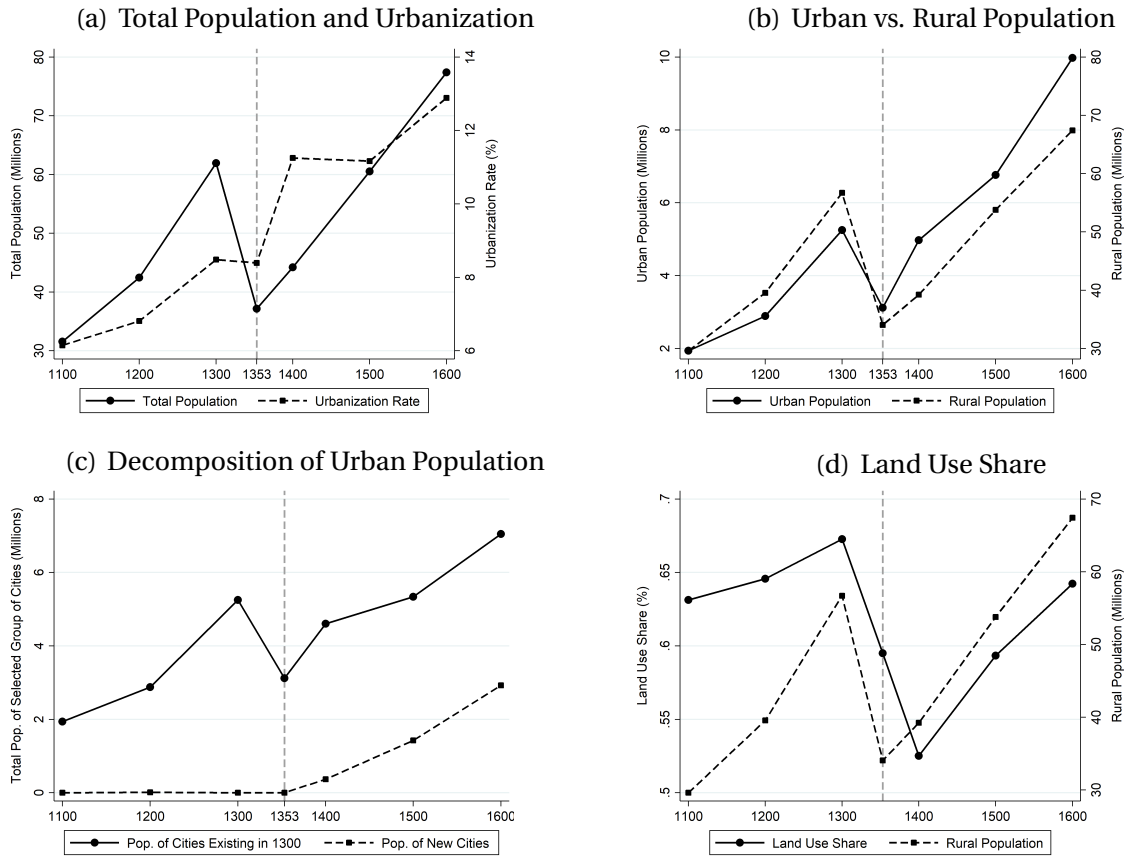 (a) Total Population and Urbanization
Total Population (Millions)
80
70
60
50
40
30
Urbanization Rate (%)
14
12
10
8
6
1100 1200 1300 1353 1400 1500 1600
Total Population Urbanization Rate
(b) Urban vs. Rural Population
Urban Population (Millions)
10
8
6
4
2
Rural Population (Millions)
80
70
60
50
40
30
1100 1200 1300 1353 1400 1500 1600
Urban Population Rural Population
(c) Decomposition of Urban Population
Total Pop. of Selected Group of Cities (Millions)
8
6
4
2
0
1100 1200 1300 1353 1400 1500 1600
Pop. of Cities Existing in 1300 Pop. of New Cities
(d) Land Use Share
Land Use Share (%)
.7
.65
.6
.55
.5
Rural Population (Millions)
70
60
50
40
30
1100 1200 1300 1353 1400 1500 1600
Land Use Share Rural Population